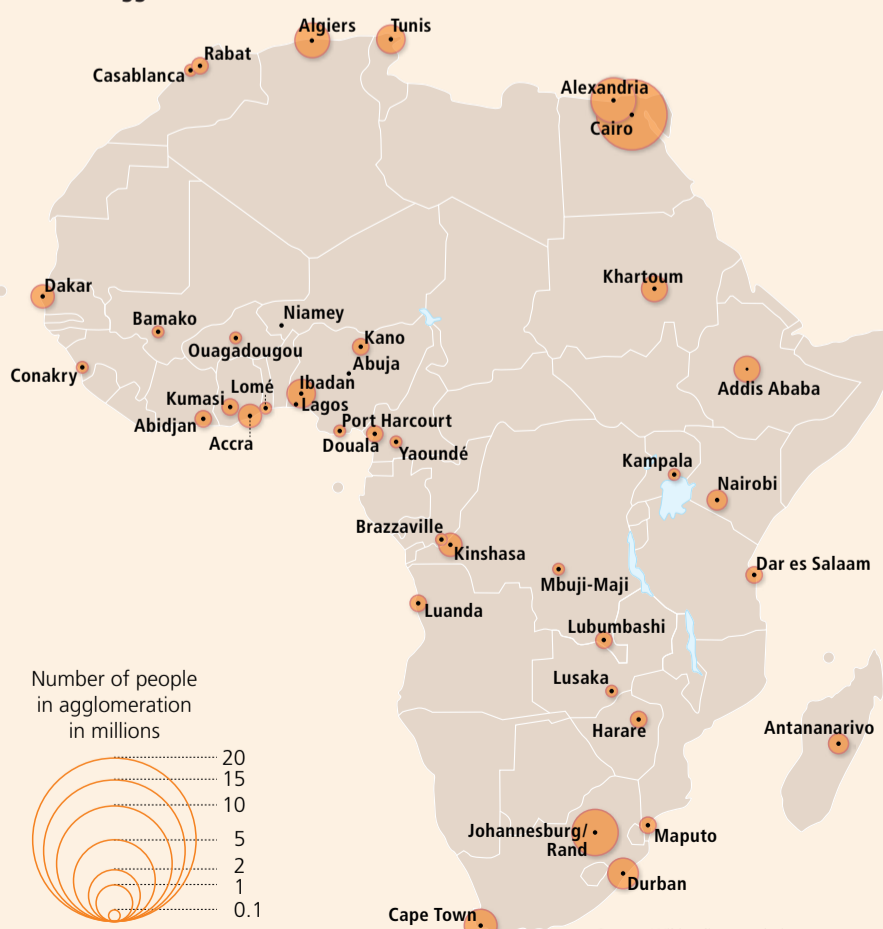 Algiers
Tunis
Rabat
Casablanca
Alexandria
Cairo
Dakar
Khartoum
Bamako
Niamey
Ouagadougou
Kano
Abuja
Conakry
Addis Ababa
Lomé
Ibadan
Kumasi
Lagos
Abidjan
Port Harcourt
Accra
Douala
Yaoundé
Kampala
Nairobi
Brazzaville
Kinshasa
Dar es Salaam
Mbuji-Maji
Luanda
Lubumbashi
Lusaka
Harare
Antananarivo
Johannesburg/
Rand
Maputo
Durban
Cape Town
Number of people
in agglomeration
in millions
20
15
10
5
2
1
0.1